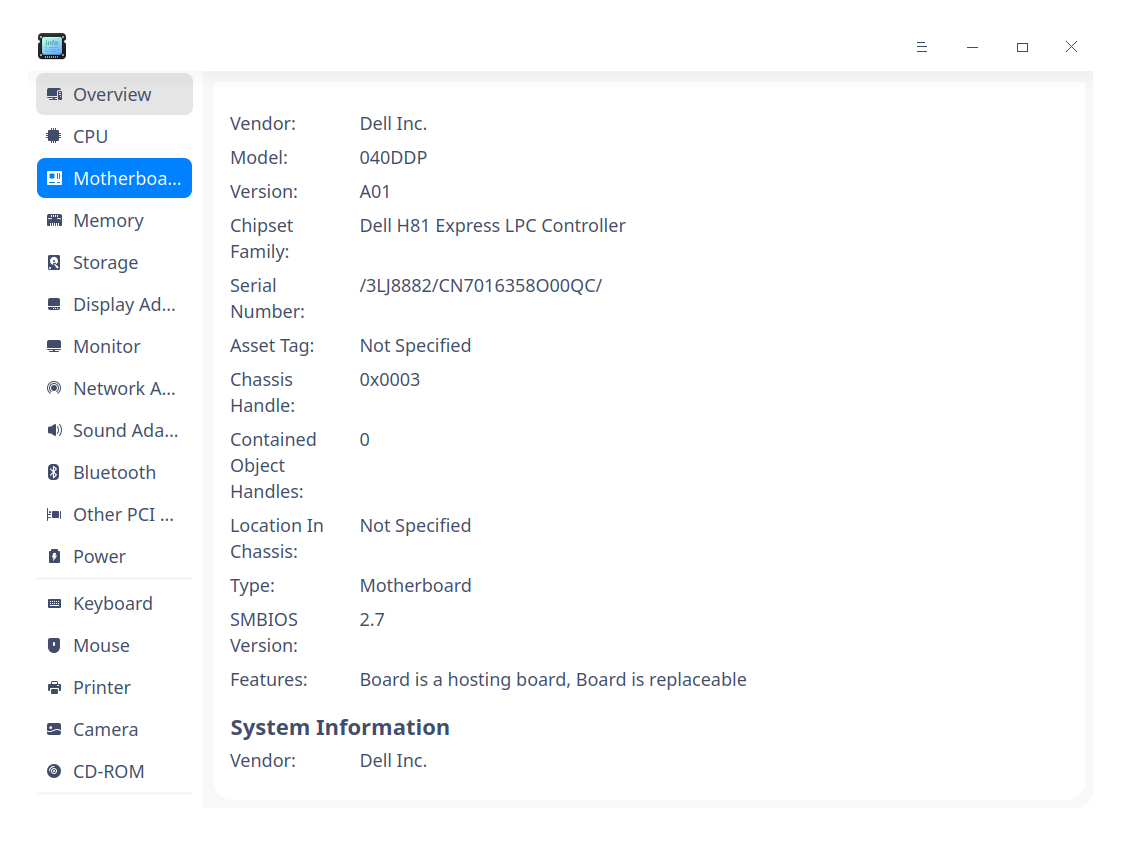 info
Overview
CPU
Motherboa...
Memory
Storage
Display Ad...
Monitor
Network A...
Sound Ada...
Bluetooth
Other PCI ...
Power
Keyboard
Mouse
Printer
Camera
CD-ROM
Vendor: Dell Inc.
Model: 040DDP
Version: A01
Chipset Dell H81 Express LPC Controller
Family:
Serial /3LJ8882/CN7016358O00QC/
Number:
Asset Tag: Not Specified
Chassis 0x0003
Handle:
Contained 0
Object
Handles:
Location In Not Specified
Chassis:
Type: Motherboard
SMBIOS 2.7
Version:
Features: Board is a hosting board, Board is replaceable
System Information
Vendor: Dell Inc.